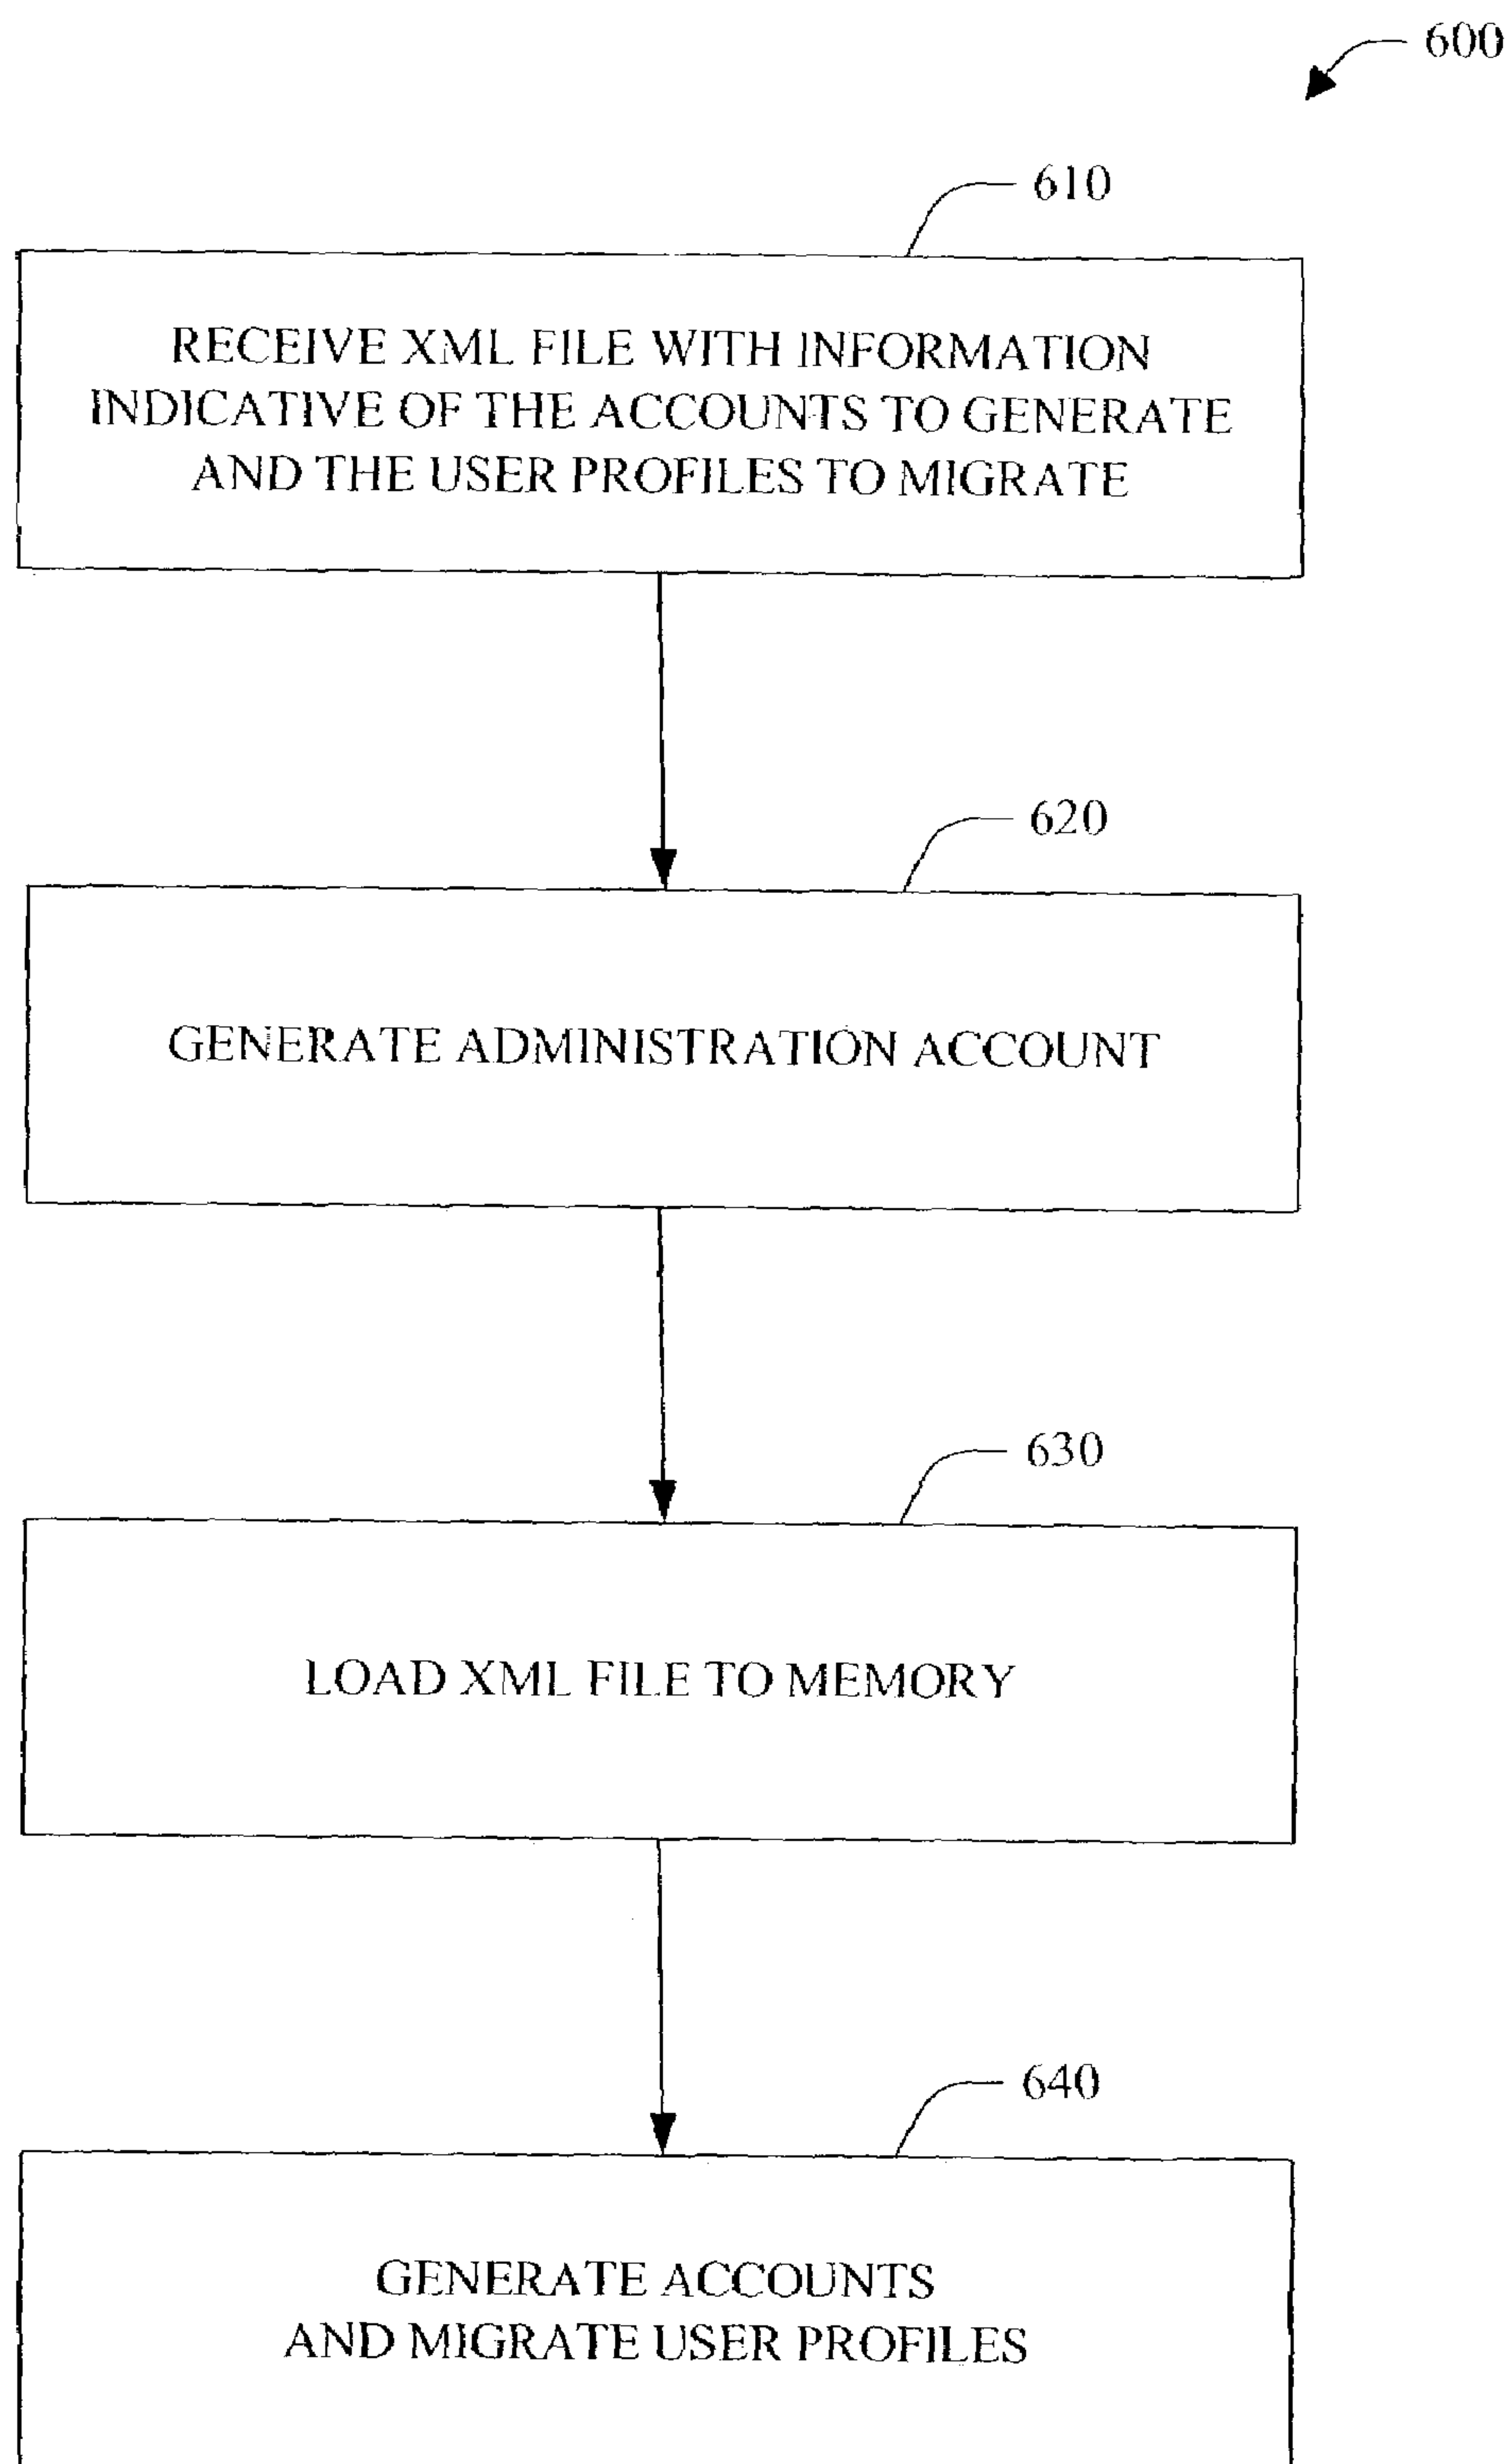 600
610
RECEIVE XML FILE WITH INFORMATION
INDICATIVE OF THE ACCOUNTS TO GENERATE
AND THE USER PROFILES TO MIGRATE
620
GENERATE ADMINISTRATION ACCOUNT
630
LOAD XML FILE TO MEMORY
640
GENERATE ACCOUNTS
AND MIGRATE USER PROFILES